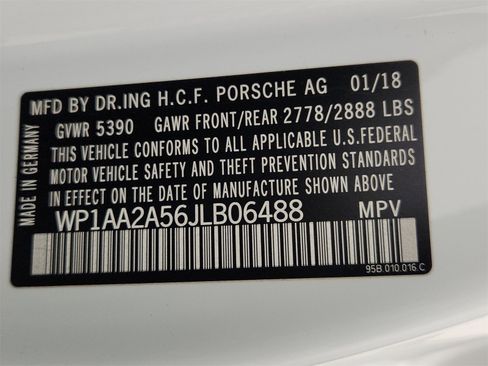 MFD BY DR.ING H.C.F. PORSCHE AG 01/18
GVWR 5390 GAWR FRONT/REAR 2778/2888 LBS
THIS VEHICLE CONFORMS TO ALL APPLICABLE U.S.FEDERAL
MOTOR VEHICLE SAFETY AND THEFT PREVENTION STANDARDS
IN EFFECT ON THE DATE OF MANUFACTURE SHOWN ABOVE.
WP1AA2A56JLB06488 MPV
95B.010.016.C
MADE IN GERMANY